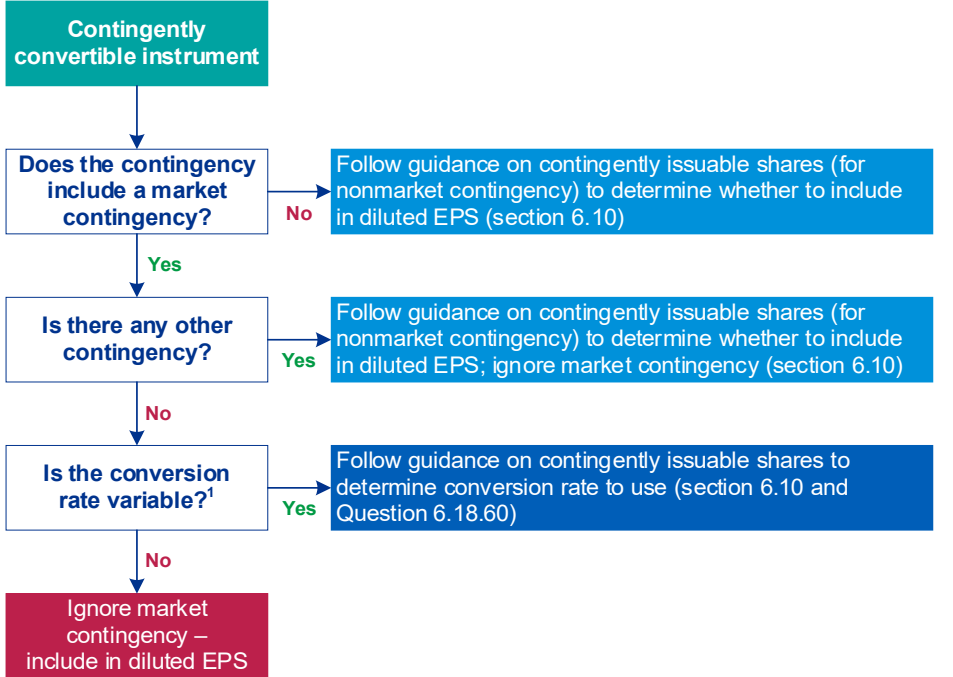 Contingently
convertible instrument
Does the contingency
include a market
contingency?
No
Follow guidance on contingently issuable shares (for
nonmarket contingency) to determine whether to include
in diluted EPS (section 6.10)
Yes
Is there any other
contingency?
Yes
Follow guidance on contingently issuable shares (for
nonmarket contingency) to determine whether to include
in diluted EPS; ignore market contingency (section 6.10)
No
Is the conversion
rate variable?¹
Yes
Follow guidance on contingently issuable shares to
determine conversion rate to use (section 6.10 and
Question 6.18.60)
No
Ignore market
contingency –
include in diluted EPS